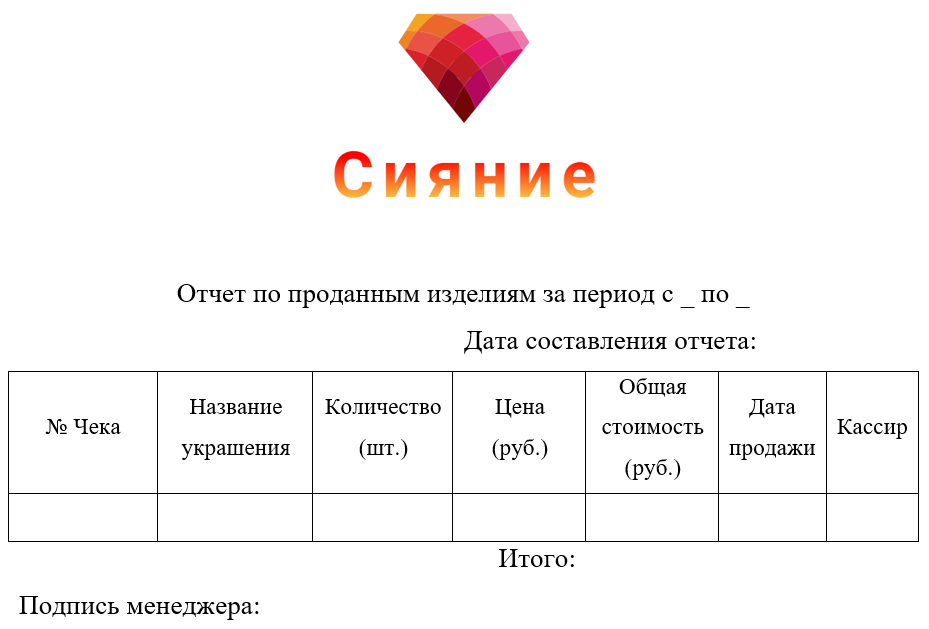 Сияние
Отчет по проданным изделиям за период с _ по _
Дата составления отчета:
№ Чека
Название
украшения
Количество
(шт.)
Цена
(руб.)
Общая
стоимость
(руб.)
Дата
продажи
Кассир
Итого:
Подпись менеджера: